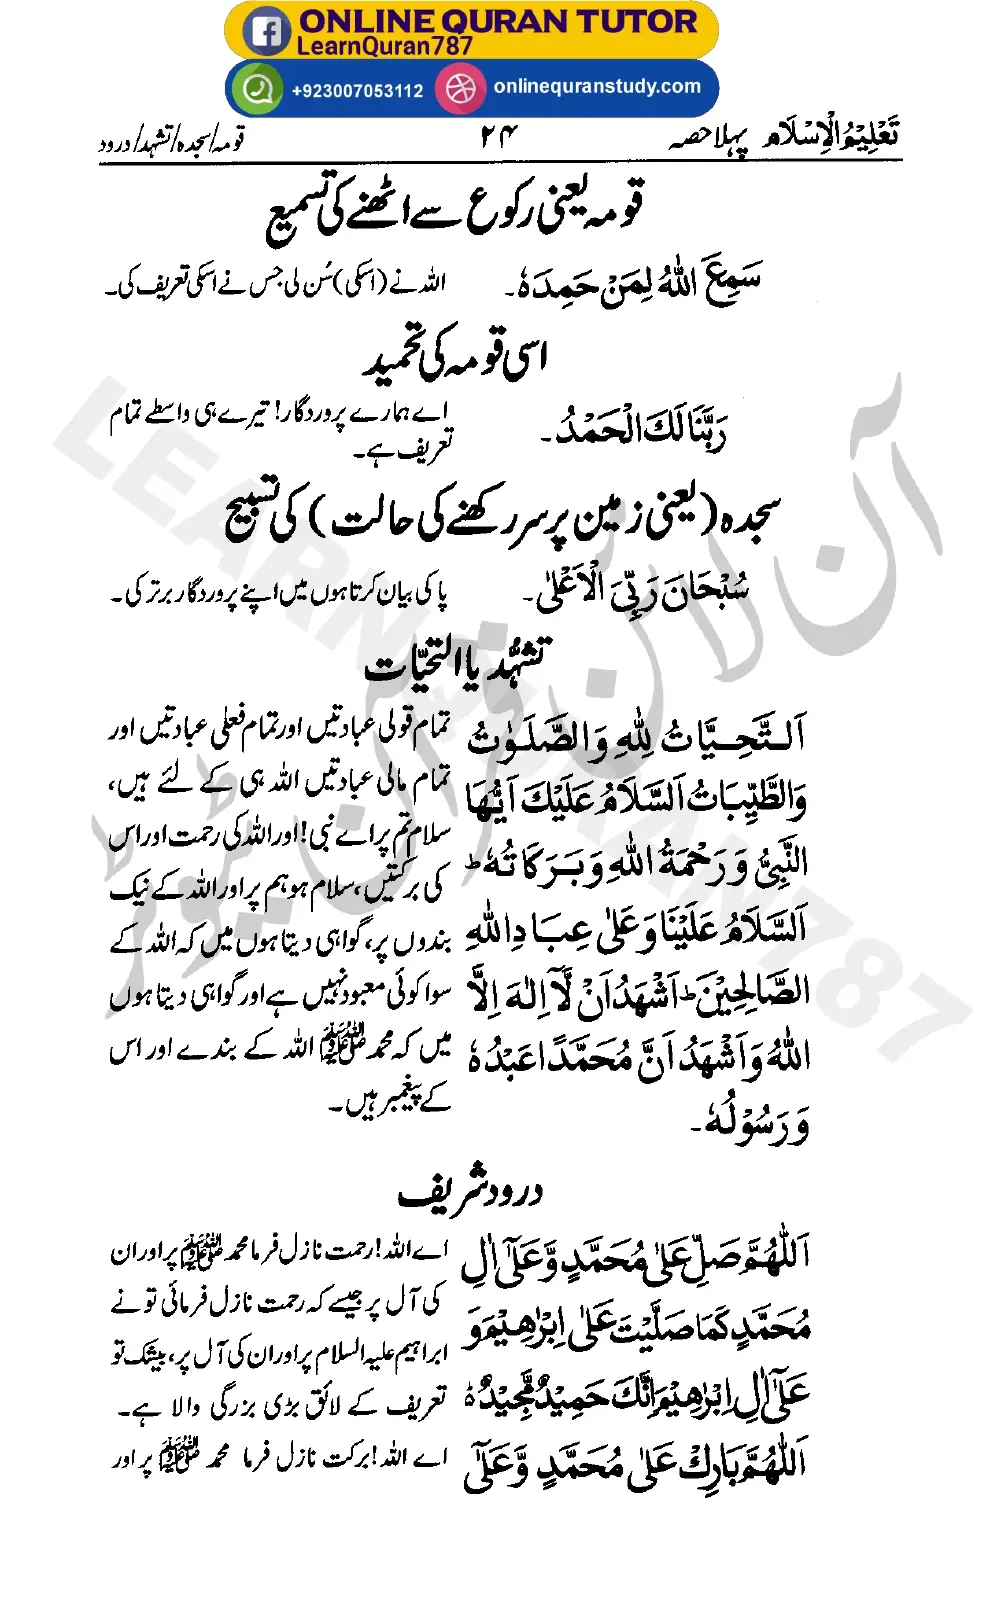 ONLINE QURAN TUTOR
LearnQuran787
+923007053112
onlinequranstudy.com
تَعْلِیْمُ الْاِسْلَام پہلا حصہ
۲۴
قومہ/سجدہ/تشہد/درود
قومہ یعنی رکوع سے اٹھنے کی تسمیع
سَمِعَ اللّٰهُ لِمَنْ حَمِدَهٗ۔
اللہ نے (اسکی) سُن لی جس نے اسکی تعریف کی۔
اسی قومہ کی تحمید
رَبَّنَا لَكَ الْحَمْدُ۔
اے ہمارے پروردگار! تیرے ہی واسطے تمام
تعریف ہے۔
سجدہ (یعنی زمین پر سر رکھنے کی حالت) کی تسبیح
سُبْحَانَ رَبِّیَ الْاَعْلٰی۔
پاکی بیان کرتا ہوں میں اپنے پروردگار برتر کی۔
تشہُّد یا التحیّات
اَلتَّحِیَّاتُ لِلّٰهِ وَالصَّلَوٰتُ
وَالطَّیِّبَاتُ اَلسَّلَامُ عَلَیْكَ اَیُّهَا
النَّبِیُّ وَرَحْمَةُ اللّٰهِ وَبَرَكَاتُهٗ ط
اَلسَّلَامُ عَلَیْنَا وَعَلٰی عِبَادِ اللّٰهِ
الصَّالِحِیْنَ ط اَشْهَدُ اَنْ لَّآ اِلٰهَ اِلَّا
اللّٰهُ وَاَشْهَدُ اَنَّ مُحَمَّدًا عَبْدُهٗ
وَرَسُوْلُهٗ۔
تمام قولی عبادتیں اور تمام فعلی عبادتیں اور
تمام مالی عبادتیں اللہ ہی کے لئے ہیں،
سلام تم پر اے نبی! اور اللہ کی رحمت اور اس
کی برکتیں، سلام ہو ہم پر اور اللہ کے نیک
بندوں پر، گواہی دیتا ہوں میں کہ اللہ کے
سوا کوئی معبود نہیں ہے اور گواہی دیتا ہوں
میں کہ محمد ﷺ اللہ کے بندے اور اس
کے پیغمبر ہیں۔
درود شریف
اَللّٰهُمَّ صَلِّ عَلٰی مُحَمَّدٍ وَّعَلٰٓی اٰلِ
مُحَمَّدٍ كَمَا صَلَّیْتَ عَلٰی اِبْرٰهِیْمَ وَ
عَلٰٓی اٰلِ اِبْرٰهِیْمَ اِنَّكَ حَمِیْدٌ مَّجِیْدٌ ط
اَللّٰهُمَّ بَارِكْ عَلٰی مُحَمَّدٍ وَّعَلٰٓی
اے اللہ! رحمت نازل فرما محمد ﷺ پر اور ان
کی آل پر جیسے کہ رحمت نازل فرمائی تو نے
ابراہیم علیہ السلام پر اور ان کی آل پر، بیشک تو
تعریف کے لائق بڑی بزرگی والا ہے۔
اے اللہ! برکت نازل فرما محمد ﷺ پر اور
LEARN QURAN787
آن لائن قرآن ٹیوٹر